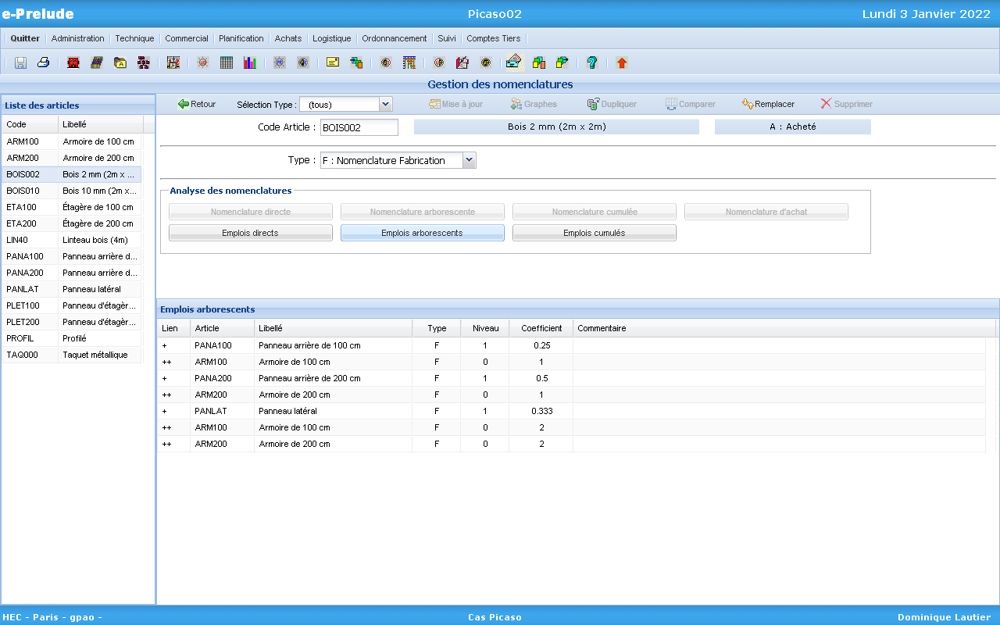 e-Prelude Picaso02 Lundi 3 Janvier 2022
Quitter Administration Technique Commercial Planification Achats Logistique Ordonnancement Suivi Comptes Tiers
Gestion des nomenclatures
Liste des articles
Retour Sélection Type : (tous) Mise à jour Graphes Dupliquer Comparer Remplacer Supprimer
Code Libellé
ARM100 Armoire de 100 cm
ARM200 Armoire de 200 cm
BOIS002 Bois 2 mm (2m x ...
BOIS010 Bois 10 mm (2m x...
ETA100 Étagère de 100 cm
ETA200 Étagère de 200 cm
LIN40 Linteau bois (4m)
PANA100 Panneau arrière d...
PANA200 Panneau arrière d...
PANLAT Panneau latéral
PLET100 Panneau d'étagèr...
PLET200 Panneau d'étagèr...
PROFIL Profilé
TAQ000 Taquet métallique
Code Article : BOIS002 Bois 2 mm (2m x 2m) A : Acheté
Type : F : Nomenclature Fabrication
Analyse des nomenclatures
Nomenclature directe Nomenclature arborescente Nomenclature cumulée Nomenclature d'achat
Emplois directs Emplois arborescents Emplois cumulés
Emplois arborescents
Lien Article Libellé Type Niveau Coefficient Commentaire
+ PANA100 Panneau arrière de 100 cm F 1 0.25
++ ARM100 Armoire de 100 cm F 0 1
+ PANA200 Panneau arrière de 200 cm F 1 0.5
++ ARM200 Armoire de 200 cm F 0 1
+ PANLAT Panneau latéral F 1 0.333
++ ARM100 Armoire de 100 cm F 0 2
++ ARM200 Armoire de 200 cm F 0 2
HEC - Paris - gpao - Cas Picaso Dominique Lautier